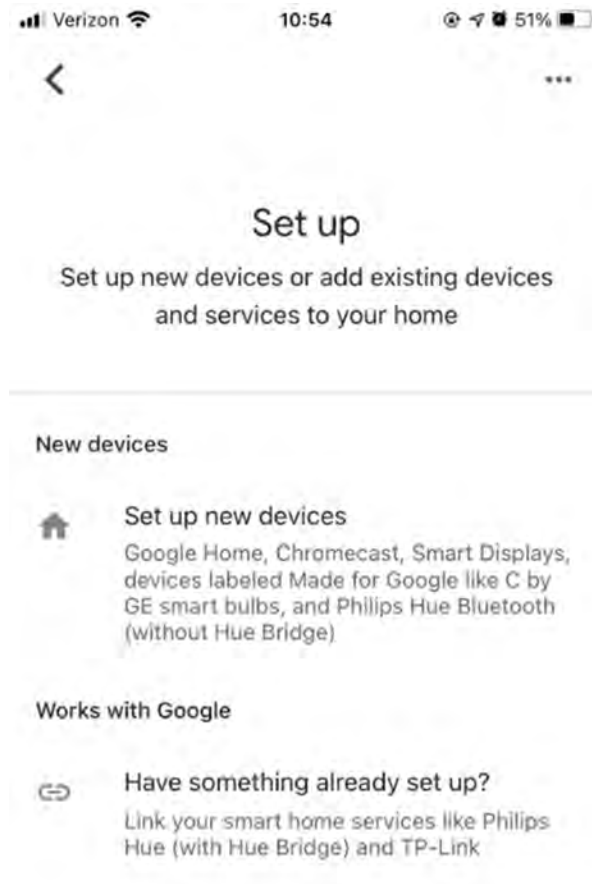 Verizon 10:54 51%
Set up
Set up new devices or add existing devices
and services to your home
New devices
Set up new devices
Google Home, Chromecast, Smart Displays,
devices labeled Made for Google like C by
GE smart bulbs, and Philips Hue Bluetooth
(without Hue Bridge)
Works with Google
Have something already set up?
Link your smart home services like Philips
Hue (with Hue Bridge) and TP-Link